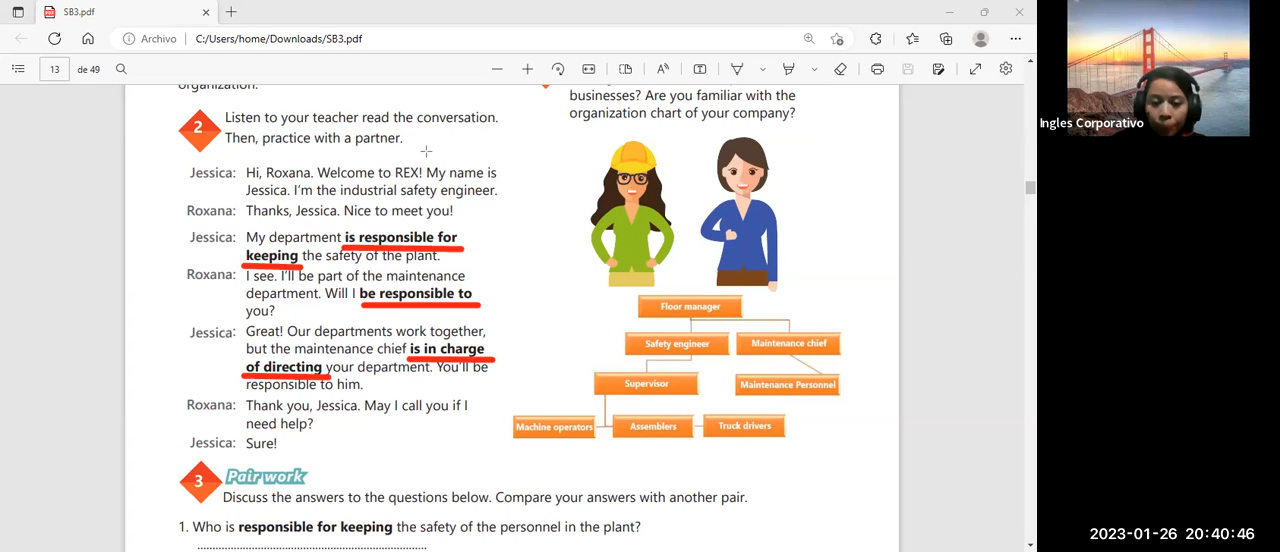 SB3.pdf
Archivo
C:/Users/home/Downloads/SB3.pdf
13
de 49
organization.
2
Listen to your teacher read the conversation.
Then, practice with a partner.
Jessica: Hi, Roxana. Welcome to REX! My name is
Jessica. I'm the industrial safety engineer.
Roxana: Thanks, Jessica. Nice to meet you!
Jessica: My department is responsible for
keeping the safety of the plant.
Roxana: I see. I'll be part of the maintenance
department. Will I be responsible to
you?
Jessica: Great! Our departments work together,
but the maintenance chief is in charge
of directing your department. You'll be
responsible to him.
Roxana: Thank you, Jessica. May I call you if I
need help?
Jessica: Sure!
businesses? Are you familiar with the
organization chart of your company?
Floor manager
Safety engineer
Maintenance chief
Supervisor
Maintenance Personnel
Machine operators
Assemblers
Truck drivers
3
Pair work
Discuss the answers to the questions below. Compare your answers with another pair.
1. Who is responsible for keeping the safety of the personnel in the plant?
Ingles Corporativo
2023-01-26 20:40:46